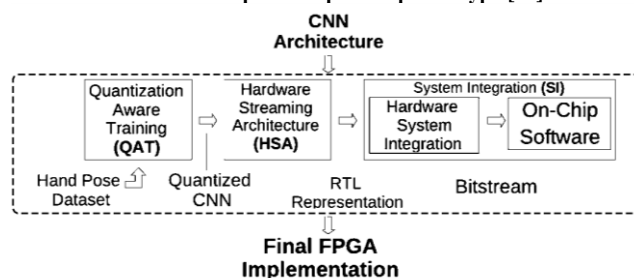 CNN
Architecture
Quantization
Aware
Training
(QAT)
Hardware
Streaming
Architecture
(HSA)
System Integration (SI)
Hardware
System
Integration
On-Chip
Software
Hand Pose
Dataset
Quantized
CNN
RTL
Representation
Bitstream
Final FPGA
Implementation